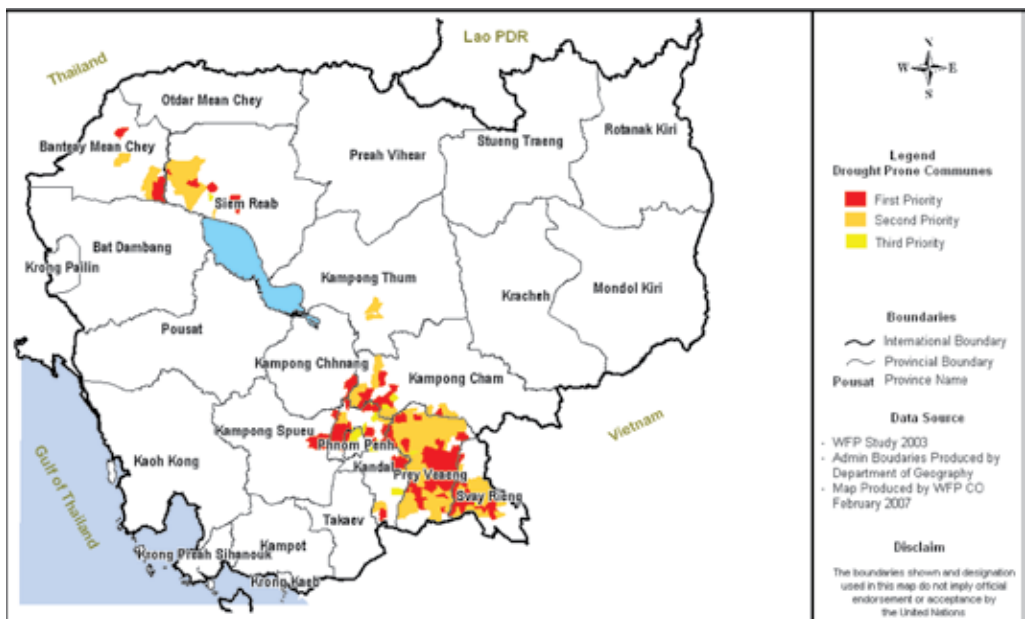 Lao PDR
Thailand
Otdar Mean Chey
Banteay Mean Chey
Preah Vihear
Stueng Traeng
Rotanak Kiri
Siem Reab
Bat Dambang
Krong Pailin
Kampong Thum
Kracheh
Mondol Kiri
Pousat
Kampong Chhnang
Kampong Cham
Kampong Spueu
Phnom Penh
Vietnam
Kandal
Prey Veaeng
Svay Rieng
Kaoh Kong
Gulf of Thailand
Takaev
Kampot
Krong Preah Sihanouk
Krong Kaeb
N
W E
S
Legend
Drought Prone Communes
First Priority
Second Priority
Third Priority
Boundaries
International Boundary
Provincial Boundary
Pousat Province Name
Data Source
- WFP Study 2003
- Admin Boudaries Produced by
Department of Geography
- Map Produced by WFP CO
February 2007
Disclaim
The boundaries shown and designation
used in this map do not imply official
endorsement or acceptance by
the United Nations